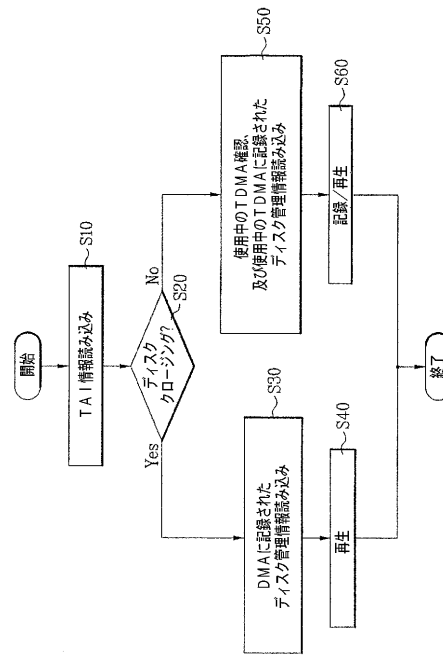 開始
TAI情報読み込み
S10
ディスク
クロージング?
S20
Yes
No
DMAに記録された
ディスク管理情報読み込み
S30
再生
S40
使用中のTDMA確認、
及び使用中のTDMAに記録された
ディスク管理情報読み込み
S50
記録/再生
S60
終了